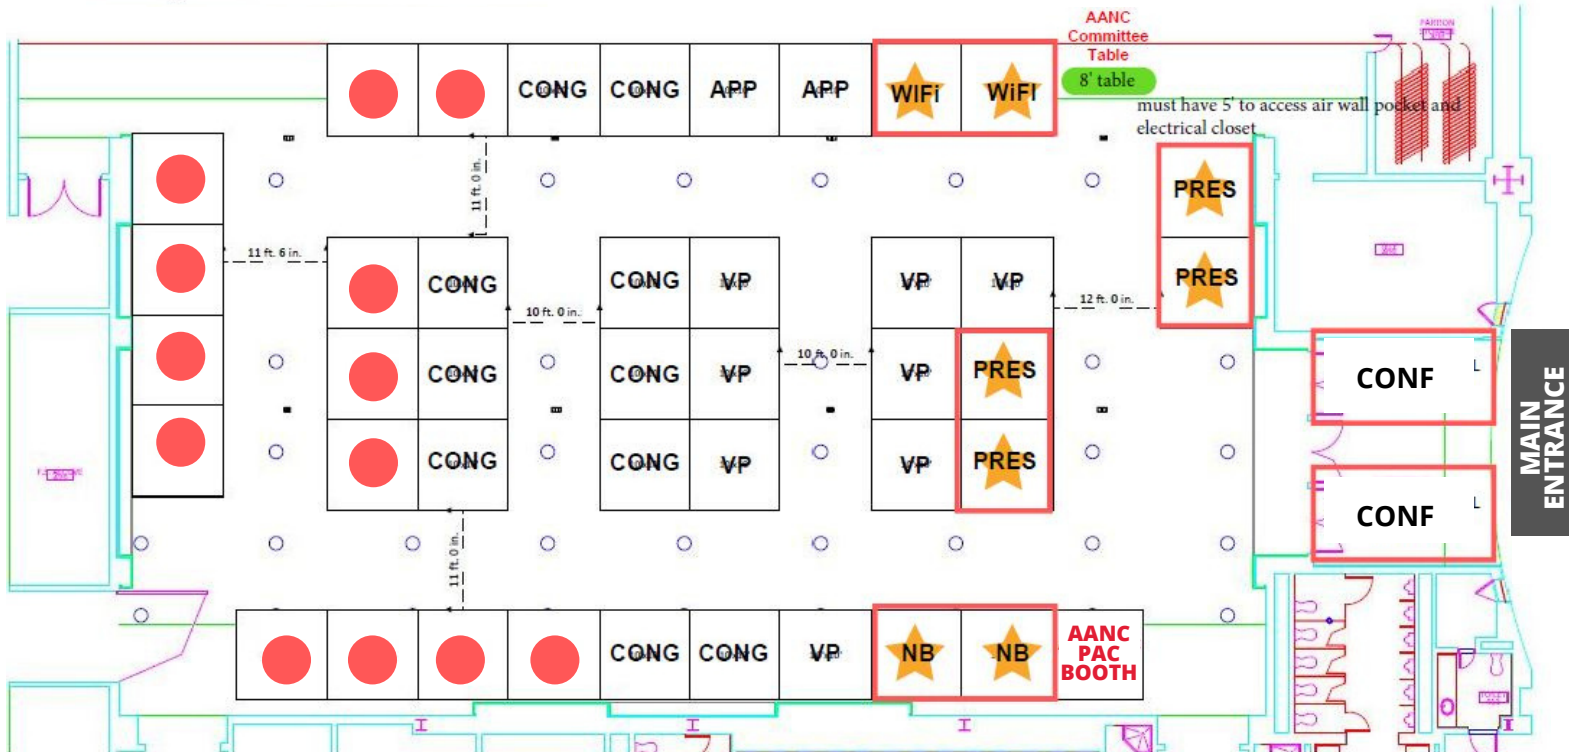 AANC
Committee
Table
8' table
must have 5' to access air wall pocket and
electrical closet
CONG CONG APP APP WIFi WiFI
11 ft. 0 in.
PRES
PRES
11 ft. 6 in.
CONG CONG VP VP VP
10 ft. 0 in.
12 ft. 0 in.
10 ft. 0 in.
CONG CONG VP VP PRES
CONG CONG VP VP PRES
CONF
CONF
MAIN
ENTRANCE
11 ft. 0 in.
CONG CONG VP NB NB
AANC
PAC
BOOTH